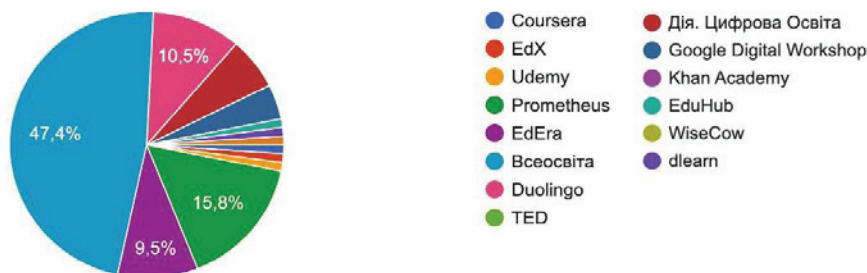 10,5%
47,4%
15,8%
9,5%
Coursera
EdX
Udemy
Prometheus
EdEra
Всеосвіта
Duolingo
TED
Дія. Цифрова Освіта
Google Digital Workshop
Khan Academy
EduHub
WiseCow
dlearn